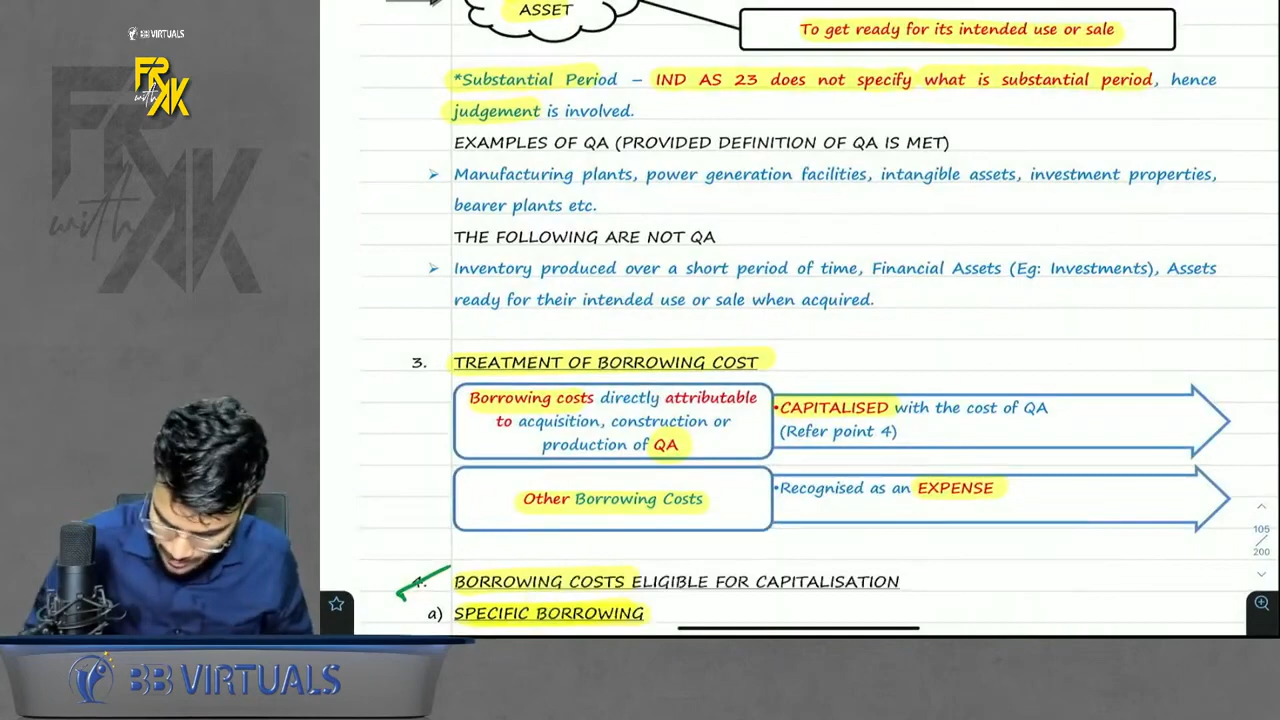 BB VIRTUALS
FR
with
AK
FR
with
AK
ASSET
To get ready for its intended use or sale
*Substantial Period – IND AS 23 does not specify what is substantial period, hence
judgement is involved.
EXAMPLES OF QA (PROVIDED DEFINITION OF QA IS MET)
➢ Manufacturing plants, power generation facilities, intangible assets, investment properties,
bearer plants etc.
THE FOLLOWING ARE NOT QA
➢ Inventory produced over a short period of time, Financial Assets (Eg: Investments), Assets
ready for their intended use or sale when acquired.
3. TREATMENT OF BORROWING COST
Borrowing costs directly attributable
to acquisition, construction or
production of QA
•CAPITALISED with the cost of QA
(Refer point 4)
Other Borrowing Costs
•Recognised as an EXPENSE
4. BORROWING COSTS ELIGIBLE FOR CAPITALISATION
a) SPECIFIC BORROWING
105
200
BB VIRTUALS